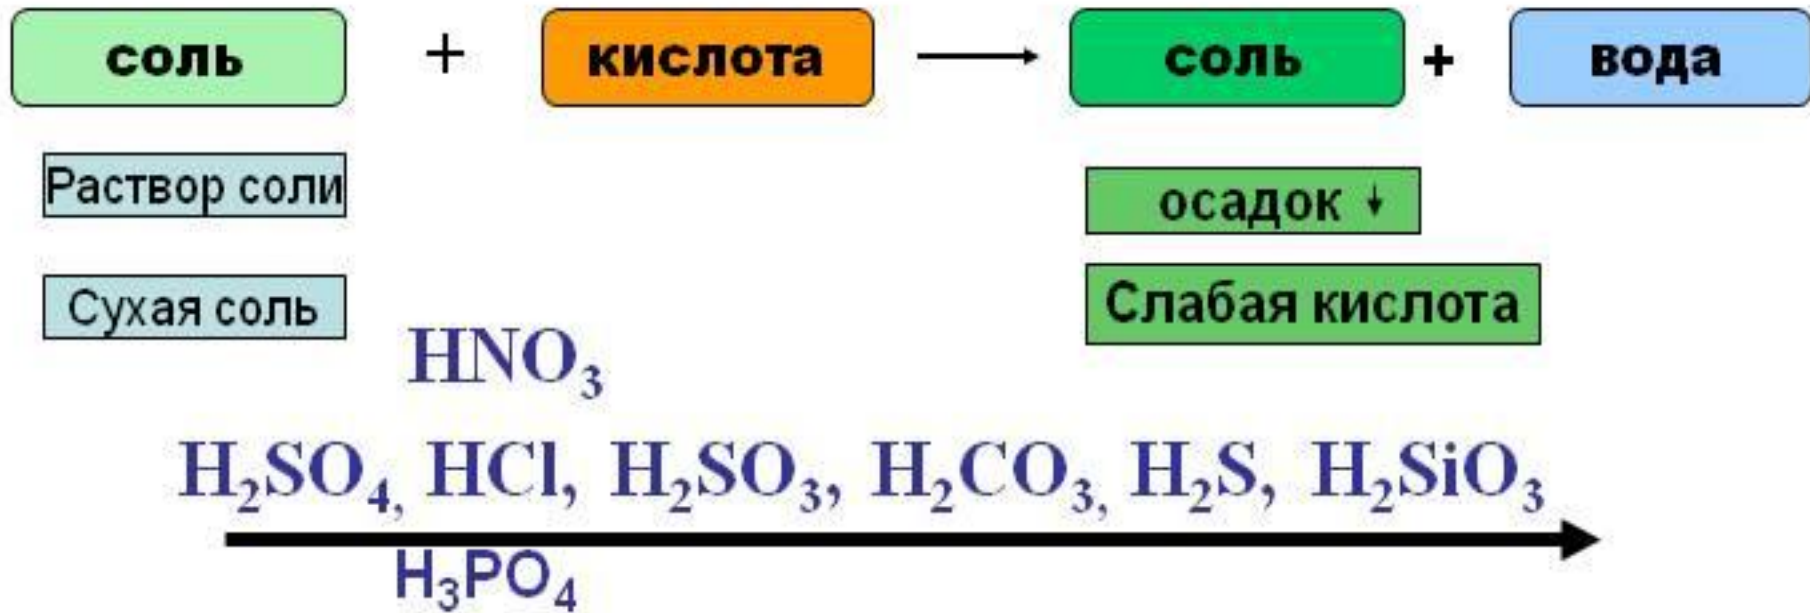 соль + кислота → соль + вода
Раствор соли
осадок ↓
Сухая соль
Слабая кислота
HNO₃
H₂SO₄, HCl, H₂SO₃, H₂CO₃, H₂S, H₂SiO₃
H₃PO₄